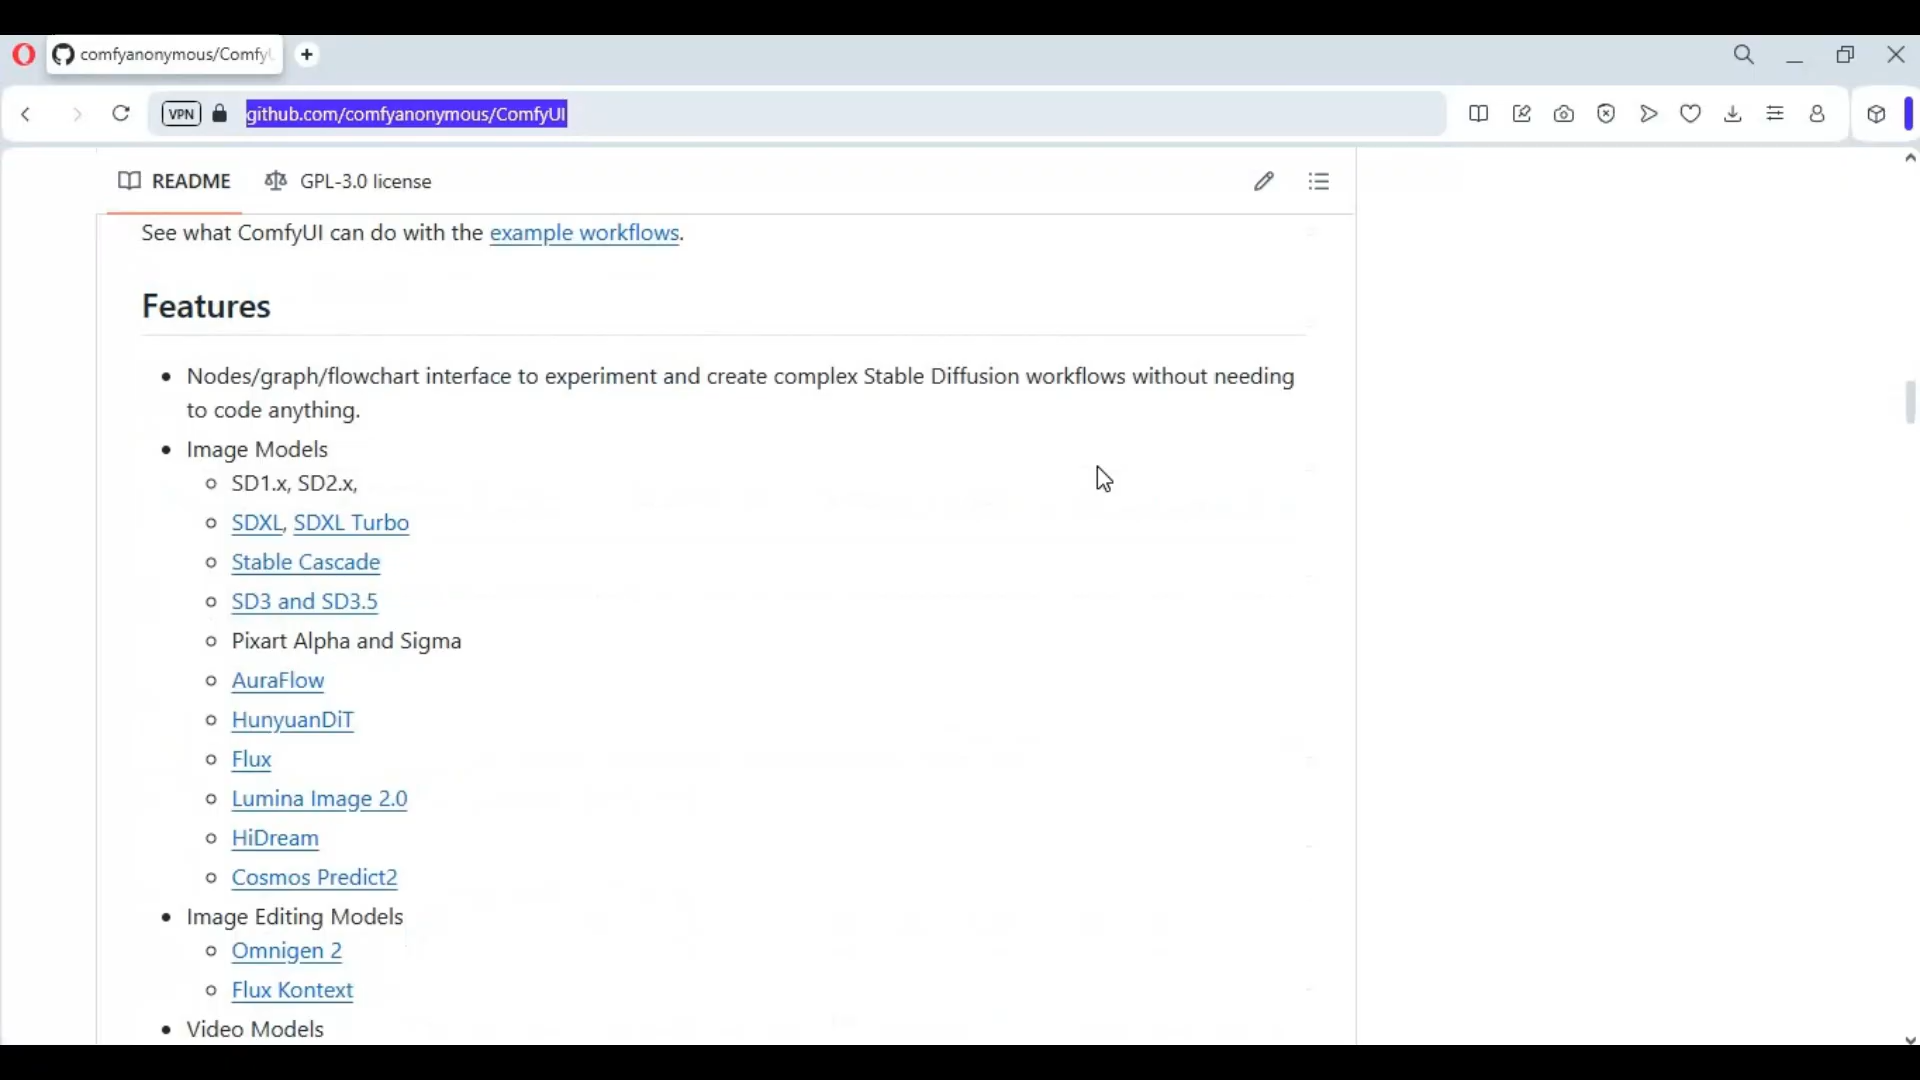 comfyanonymous/Comfy
VPN
github.com/comfyanonymous/ComfyUI
README
GPL-3.0 license
See what ComfyUI can do with the example workflows.
Features
Nodes/graph/flowchart interface to experiment and create complex Stable Diffusion workflows without needing
to code anything.
Image Models
SD1.x, SD2.x,
SDXL, SDXL Turbo
Stable Cascade
SD3 and SD3.5
Pixart Alpha and Sigma
AuraFlow
HunyuanDiT
Flux
Lumina Image 2.0
HiDream
Cosmos Predict2
Image Editing Models
Omnigen 2
Flux Kontext
Video Models